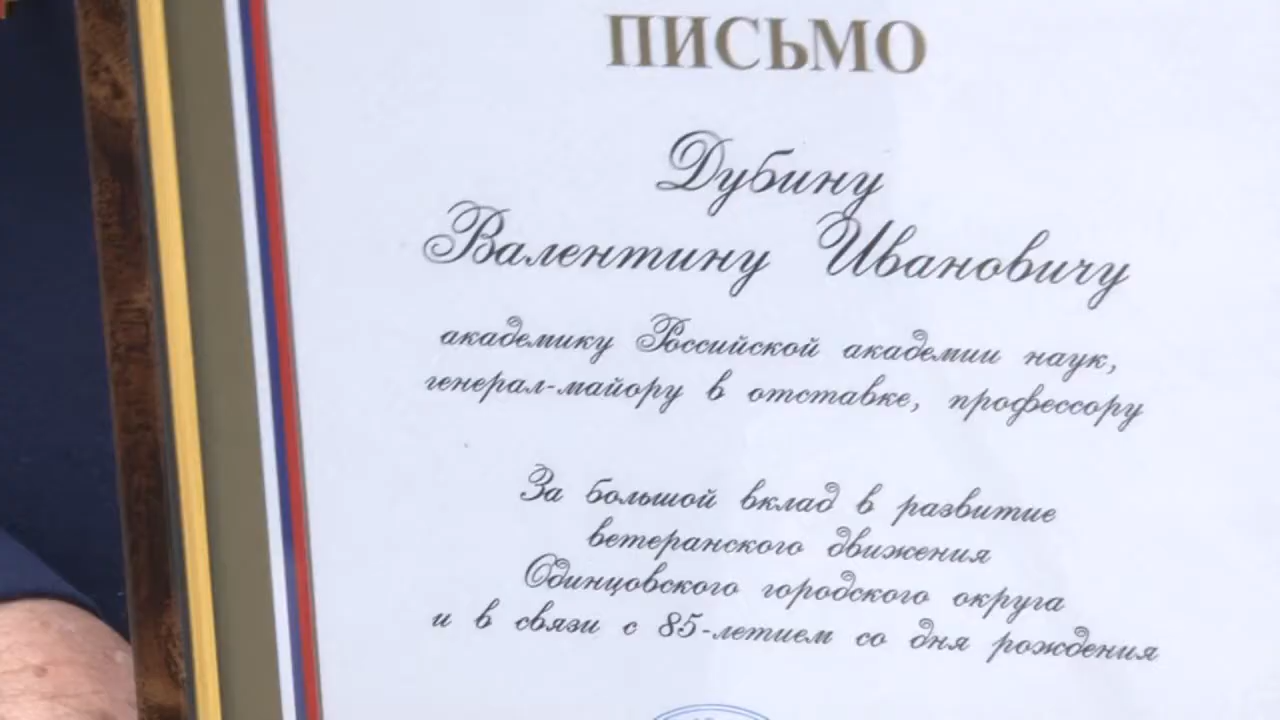 ПИСЬМО
Дубину
Валентину Ивановичу
академику Российской академии наук,
генерал-майору в отставке, профессору
За большой вклад в развитие
ветеранского движения
Одинцовского городского округа
и в связи с 85-летием со дня рождения